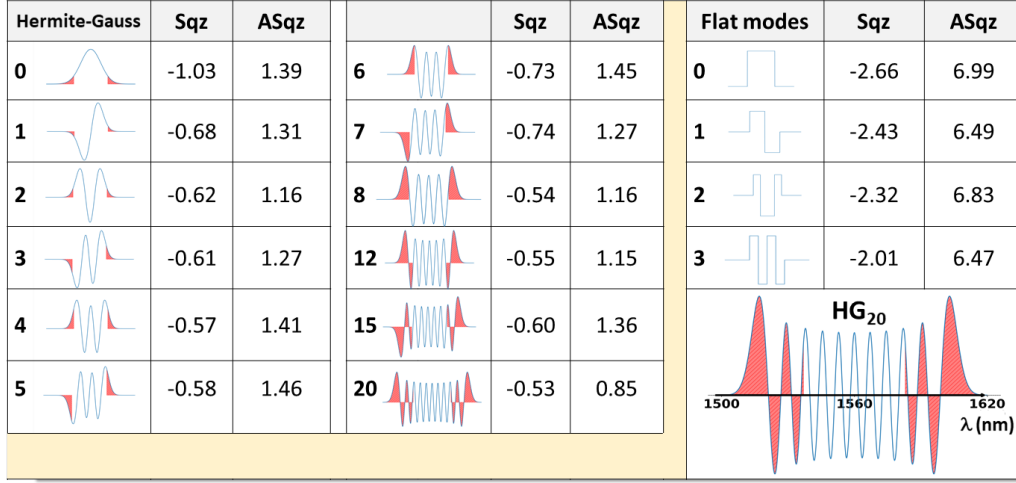 Hermite-Gauss Sqz ASqz
0 -1.03 1.39
1 -0.68 1.31
2 -0.62 1.16
3 -0.61 1.27
4 -0.57 1.41
5 -0.58 1.46
Sqz ASqz
6 -0.73 1.45
7 -0.74 1.27
8 -0.54 1.16
12 -0.55 1.15
15 -0.60 1.36
20 -0.53 0.85
Flat modes Sqz ASqz
0 -2.66 6.99
1 -2.43 6.49
2 -2.32 6.83
3 -2.01 6.47
HG₂₀
1500 1560 1620
λ (nm)